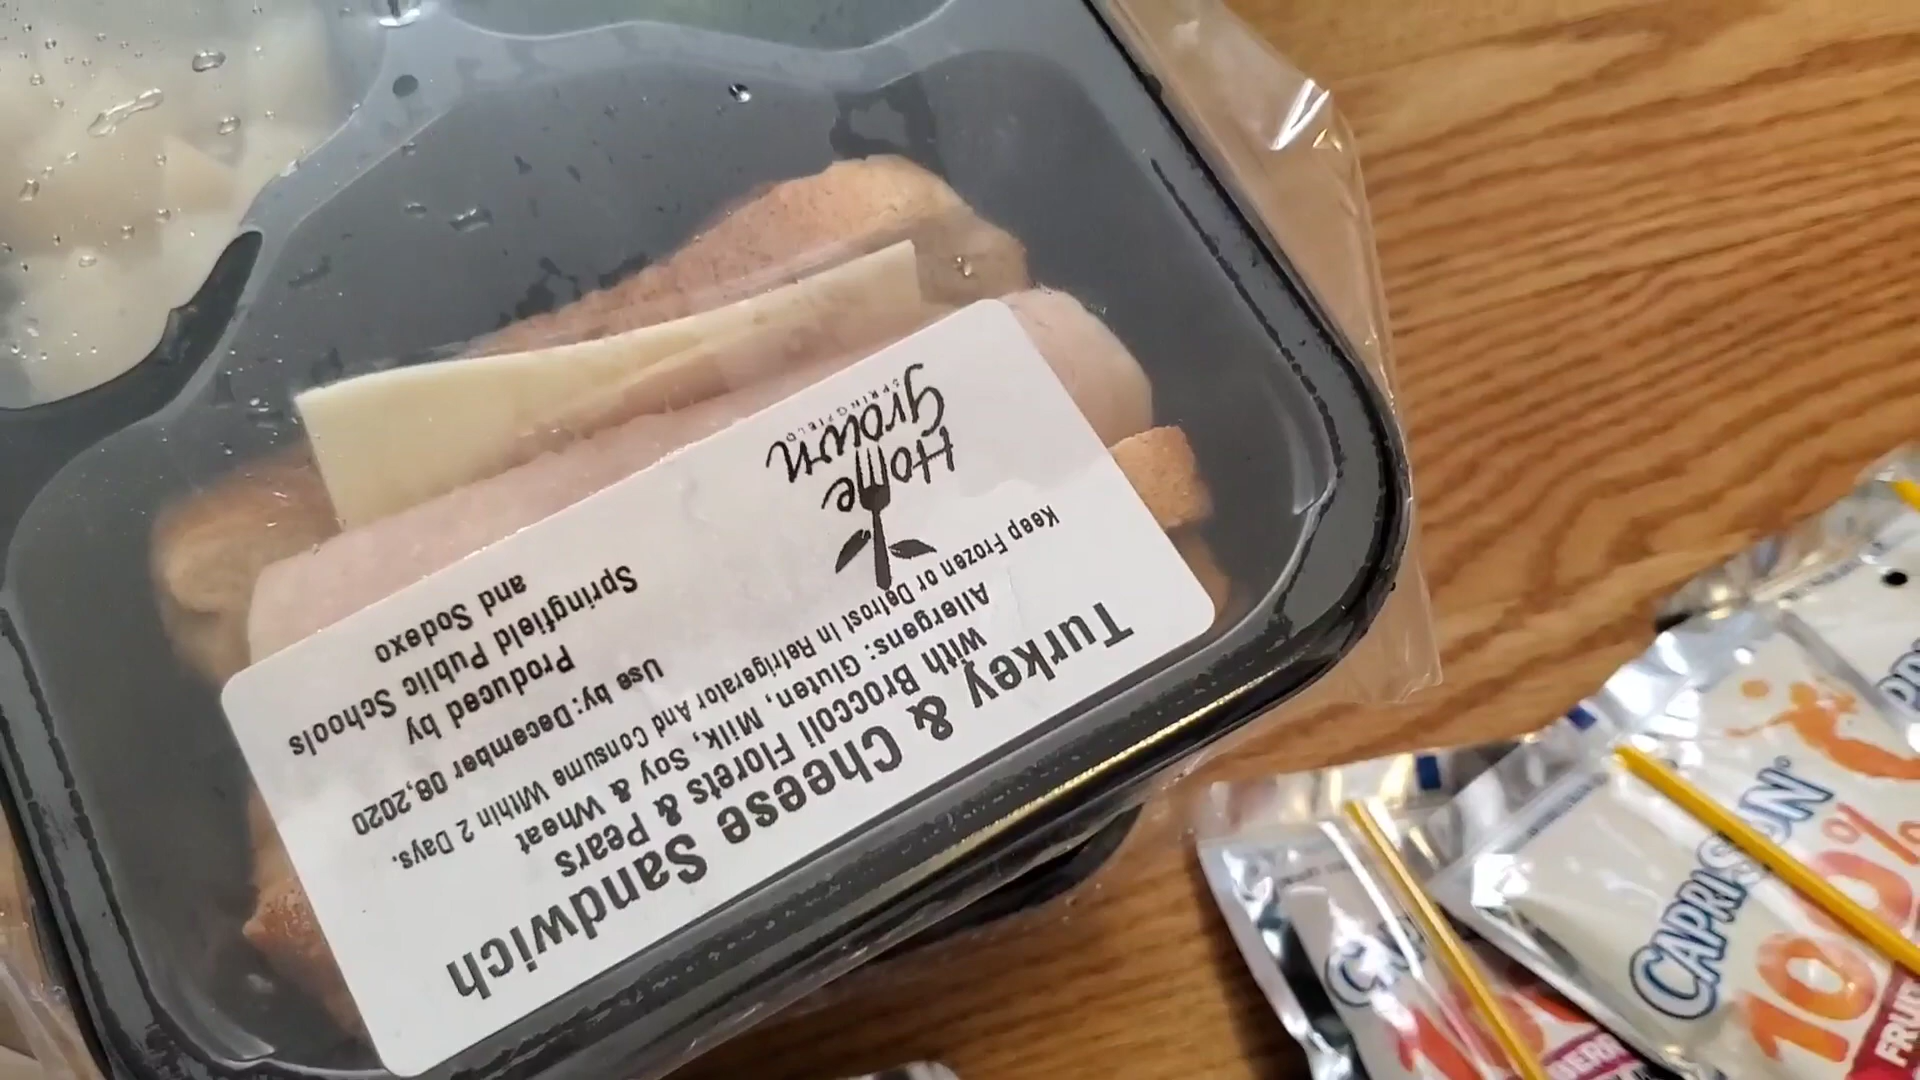 Turkey & Cheese Sandwich
with Broccoli Florets & Pears
Allergens: Gluten, Milk, Soy & Wheat
Keep Frozen or Defrost In Refrigerator And Consume Within 2 Days.
Use by: December 08,2020
Home
grown
SPRINGFIELD
Produced by
Springfield Public Schools
and Sodexo
CAPRISUN
100%
FRUIT